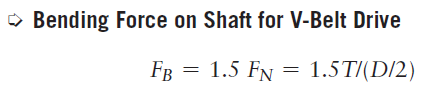 ⇨ Bending Force on Shaft for V-Belt Drive
F_B = 1.5 F_N = 1.5T/(D/2)